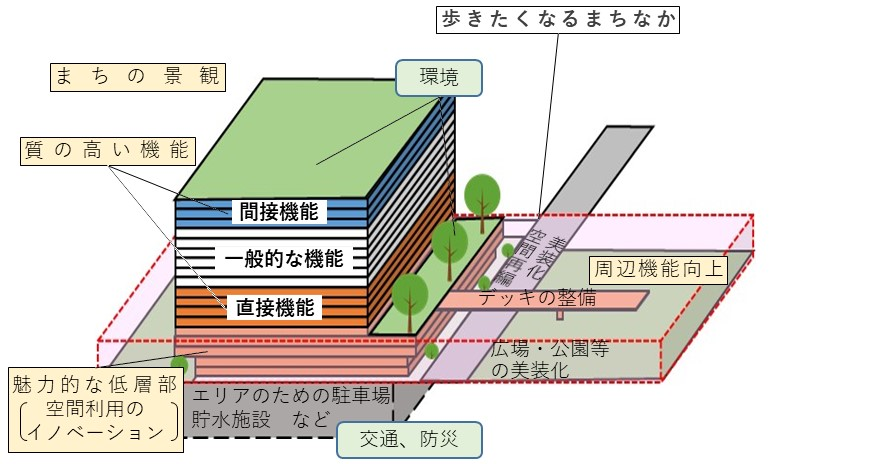 歩きたくなるまちなか
まちの景観
環境
質の高い機能
間接機能
一般的な機能
直接機能
美装化
空間再編
周辺機能向上
デッキの整備
広場・公園等
の美装化
魅力的な低層部
空間利用の
イノベーション
エリアのための駐車場
貯水施設 など
交通、防災